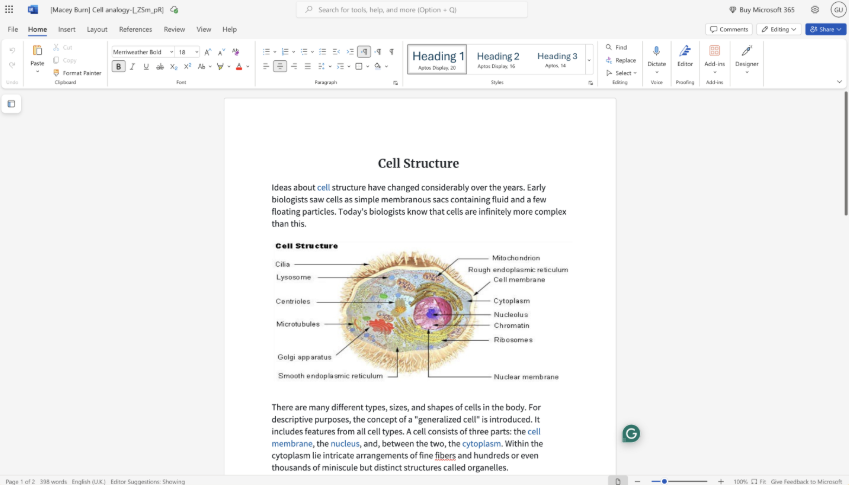 [Macey Burn] Cell analogy-[_ZSm_pR]
Search for tools, help, and more (Option + Q)
Buy Microsoft 365
GU
File Home Insert Layout References Review View Help
Comments Editing Share
Paste
Cut
Copy
Format Painter
Undo
Clipboard
Merriweather Bold 18
Font
Paragraph
Heading 1
Aptos Display, 20
Heading 2
Aptos Display, 16
Heading 3
Aptos, 14
Styles
Find
Replace
Select
Editing
Dictate
Voice
Editor
Proofing
Add-ins
Add-ins
Designer
Cell Structure
Ideas about cell structure have changed considerably over the years. Early
biologists saw cells as simple membranous sacs containing fluid and a few
floating particles. Today's biologists know that cells are infinitely more complex
than this.
Cell Structure
Cilia
Lysosome
Centrioles
Microtubules
Golgi apparatus
Smooth endoplasmic reticulum
Mitochondrion
Rough endoplasmic reticulum
Cell membrane
Cytoplasm
Nucleolus
Chromatin
Ribosomes
Nuclear membrane
There are many different types, sizes, and shapes of cells in the body. For
descriptive purposes, the concept of a "generalized cell" is introduced. It
includes features from all cell types. A cell consists of three parts: the cell
membrane, the nucleus, and, between the two, the cytoplasm. Within the
cytoplasm lie intricate arrangements of fine fibers and hundreds or even
thousands of miniscule but distinct structures called organelles.
Page 1 of 2 398 words English (U.K.) Editor Suggestions: Showing
100% Fit Give Feedback to Microsoft